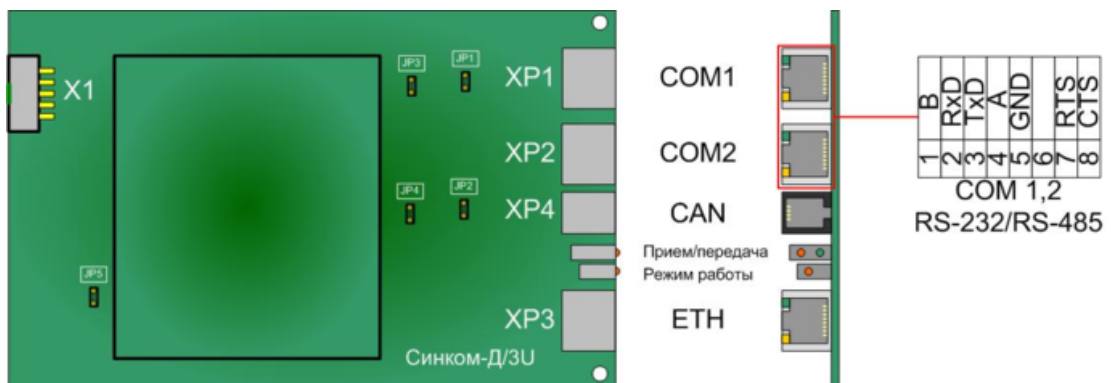 X1
JP3
JP1
XP1
XP2
JP4
JP2
XP4
JP5
XP3
Синком-Д/3U
COM1
COM2
CAN
Прием/передача
Режим работы
ETH
B
RxD
TxD
A
GND
RTS
CTS
1
2
3
4
5
6
7
8
COM 1,2
RS-232/RS-485